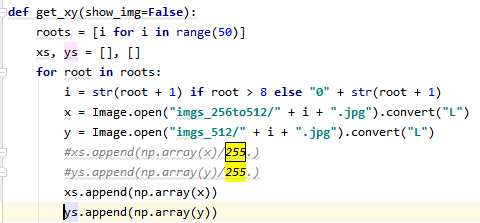 def get_xy(show_img=False):
    roots = [i for i in range(50)]
    xs, ys = [], []
    for root in roots:
        i = str(root + 1) if root > 8 else "0" + str(root + 1)
        x = Image.open("imgs_256to512/" + i + ".jpg").convert("L")
        y = Image.open("imgs_512/" + i + ".jpg").convert("L")
        #xs.append(np.array(x)/255.)
        #ys.append(np.array(y)/255.)
        xs.append(np.array(x))
        ys.append(np.array(y))